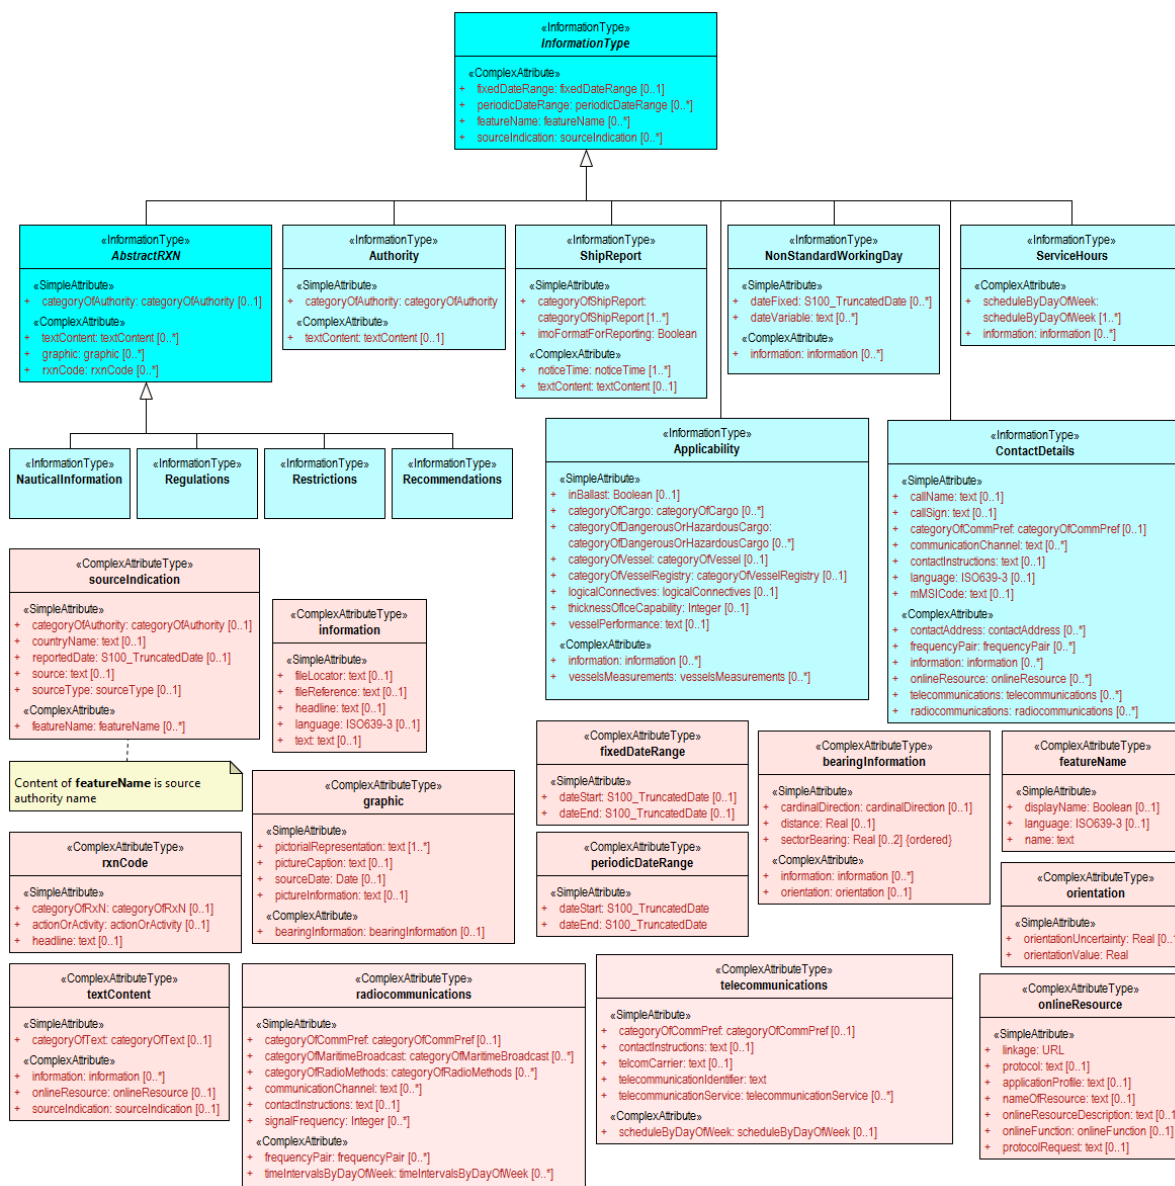 «InformationType»
InformationType
«ComplexAttribute»
+ fixedDateRange: fixedDateRange [0..1]
+ periodicDateRange: periodicDateRange [0..*]
+ featureName: featureName [0..*]
+ sourceIndication: sourceIndication [0..*]
«InformationType»
AbstractRXN
«SimpleAttribute»
+ categoryOfAuthority: categoryOfAuthority [0..1]
«ComplexAttribute»
+ textContent: textContent [0..*]
+ graphic: graphic [0..*]
+ rxnCode: rxnCode [0..*]
«InformationType»
Authority
«SimpleAttribute»
+ categoryOfAuthority: categoryOfAuthority
«ComplexAttribute»
+ textContent: textContent [0..1]
«InformationType»
ShipReport
«SimpleAttribute»
+ categoryOfShipReport:
categoryOfShipReport [1..*]
+ imoFormatForReporting: Boolean
«ComplexAttribute»
+ noticeTime: noticeTime [1..*]
+ textContent: textContent [0..1]
«InformationType»
NonStandardWorkingDay
«SimpleAttribute»
+ dateFixed: S100_TruncatedDate [0..*]
+ dateVariable: text [0..*]
«ComplexAttribute»
+ information: information [0..*]
«InformationType»
ServiceHours
«ComplexAttribute»
+ scheduleByDayOfWeek:
scheduleByDayOfWeek [1..*]
+ information: information [0..*]
«InformationType»
NauticalInformation
«InformationType»
Regulations
«InformationType»
Restrictions
«InformationType»
Recommendations
«InformationType»
Applicability
«SimpleAttribute»
+ inBallast: Boolean [0..1]
+ categoryOfCargo: categoryOfCargo [0..*]
+ categoryOfDangerousOrHazardousCargo:
categoryOfDangerousOrHazardousCargo [0..*]
+ categoryOfVessel: categoryOfVessel [0..1]
+ categoryOfVesselRegistry: categoryOfVesselRegistry [0..1]
+ logicalConnectives: logicalConnectives [0..1]
+ thicknessOfIceCapability: Integer [0..1]
+ vesselPerformance: text [0..1]
«ComplexAttribute»
+ information: information [0..*]
+ vesselsMeasurements: vesselsMeasurements [0..*]
«InformationType»
ContactDetails
«SimpleAttribute»
+ callName: text [0..1]
+ callSign: text [0..1]
+ categoryOfCommPref: categoryOfCommPref [0..1]
+ communicationChannel: text [0..*]
+ contactInstructions: text [0..1]
+ language: ISO639-3 [0..1]
+ mMSICode: text [0..1]
«ComplexAttribute»
+ contactAddress: contactAddress [0..*]
+ frequencyPair: frequencyPair [0..*]
+ information: information [0..*]
+ onlineResource: onlineResource [0..*]
+ telecommunications: telecommunications [0..*]
+ radiocommunications: radiocommunications [0..*]
«ComplexAttributeType»
sourceIndication
«SimpleAttribute»
+ categoryOfAuthority: categoryOfAuthority [0..1]
+ countryName: text [0..1]
+ reportedDate: S100_TruncatedDate [0..1]
+ source: text [0..1]
+ sourceType: sourceType [0..1]
«ComplexAttribute»
+ featureName: featureName [0..*]
Content of featureName is source
authority name
«ComplexAttributeType»
information
«SimpleAttribute»
+ fileLocator: text [0..1]
+ fileReference: text [0..1]
+ headline: text [0..1]
+ language: ISO639-3 [0..1]
+ text: text [0..1]
«ComplexAttributeType»
fixedDateRange
«SimpleAttribute»
+ dateStart: S100_TruncatedDate [0..1]
+ dateEnd: S100_TruncatedDate [0..1]
«ComplexAttributeType»
bearingInformation
«SimpleAttribute»
+ cardinalDirection: cardinalDirection [0..1]
+ distance: Real [0..1]
+ sectorBearing: Real [0..2] {ordered}
«ComplexAttribute»
+ information: information [0..*]
+ orientation: orientation [0..1]
«ComplexAttributeType»
featureName
«SimpleAttribute»
+ displayName: Boolean [0..1]
+ language: ISO639-3 [0..1]
+ name: text
«ComplexAttributeType»
graphic
«SimpleAttribute»
+ pictorialRepresentation: text [1..*]
+ pictureCaption: text [0..1]
+ sourceDate: Date [0..1]
+ pictureInformation: text [0..1]
«ComplexAttribute»
+ bearingInformation: bearingInformation [0..1]
«ComplexAttributeType»
rxnCode
«SimpleAttribute»
+ categoryOfRxN: categoryOfRxN [0..1]
+ actionOrActivity: actionOrActivity [0..1]
+ headline: text [0..1]
«ComplexAttributeType»
periodicDateRange
«SimpleAttribute»
+ dateStart: S100_TruncatedDate
+ dateEnd: S100_TruncatedDate
«ComplexAttributeType»
orientation
«SimpleAttribute»
+ orientationUncertainty: Real [0..1
+ orientationValue: Real
«ComplexAttributeType»
textContent
«SimpleAttribute»
+ categoryOfText: categoryOfText [0..1]
«ComplexAttribute»
+ information: information [0..*]
+ onlineResource: onlineResource [0..1]
+ sourceIndication: sourceIndication [0..1]
«ComplexAttributeType»
radiocommunications
«SimpleAttribute»
+ categoryOfCommPref: categoryOfCommPref [0..1]
+ categoryOfMaritimeBroadcast: categoryOfMaritimeBroadcast [0..*]
+ categoryOfRadioMethods: categoryOfRadioMethods [0..*]
+ communicationChannel: text [0..*]
+ contactInstructions: text [0..1]
+ signalFrequency: Integer [0..*]
«ComplexAttribute»
+ frequencyPair: frequencyPair [0..*]
+ timeIntervalsByDayOfWeek: timeIntervalsByDayOfWeek [0..*]
«ComplexAttributeType»
telecommunications
«SimpleAttribute»
+ categoryOfCommPref: categoryOfCommPref [0..1]
+ contactInstructions: text [0..1]
+ telcomCarrier: text [0..1]
+ telecommunicationIdentifier: text
+ telecommunicationService: telecommunicationService [0..*]
«ComplexAttribute»
+ scheduleByDayOfWeek: scheduleByDayOfWeek [0..1]
«ComplexAttributeType»
onlineResource
«SimpleAttribute»
+ linkage: URL
+ protocol: text [0..1]
+ applicationProfile: text [0..1]
+ nameOfResource: text [0..1]
+ onlineResourceDescription: text [0..1]
+ onlineFunction: onlineFunction [0..1]
+ protocolRequest: text [0..1]